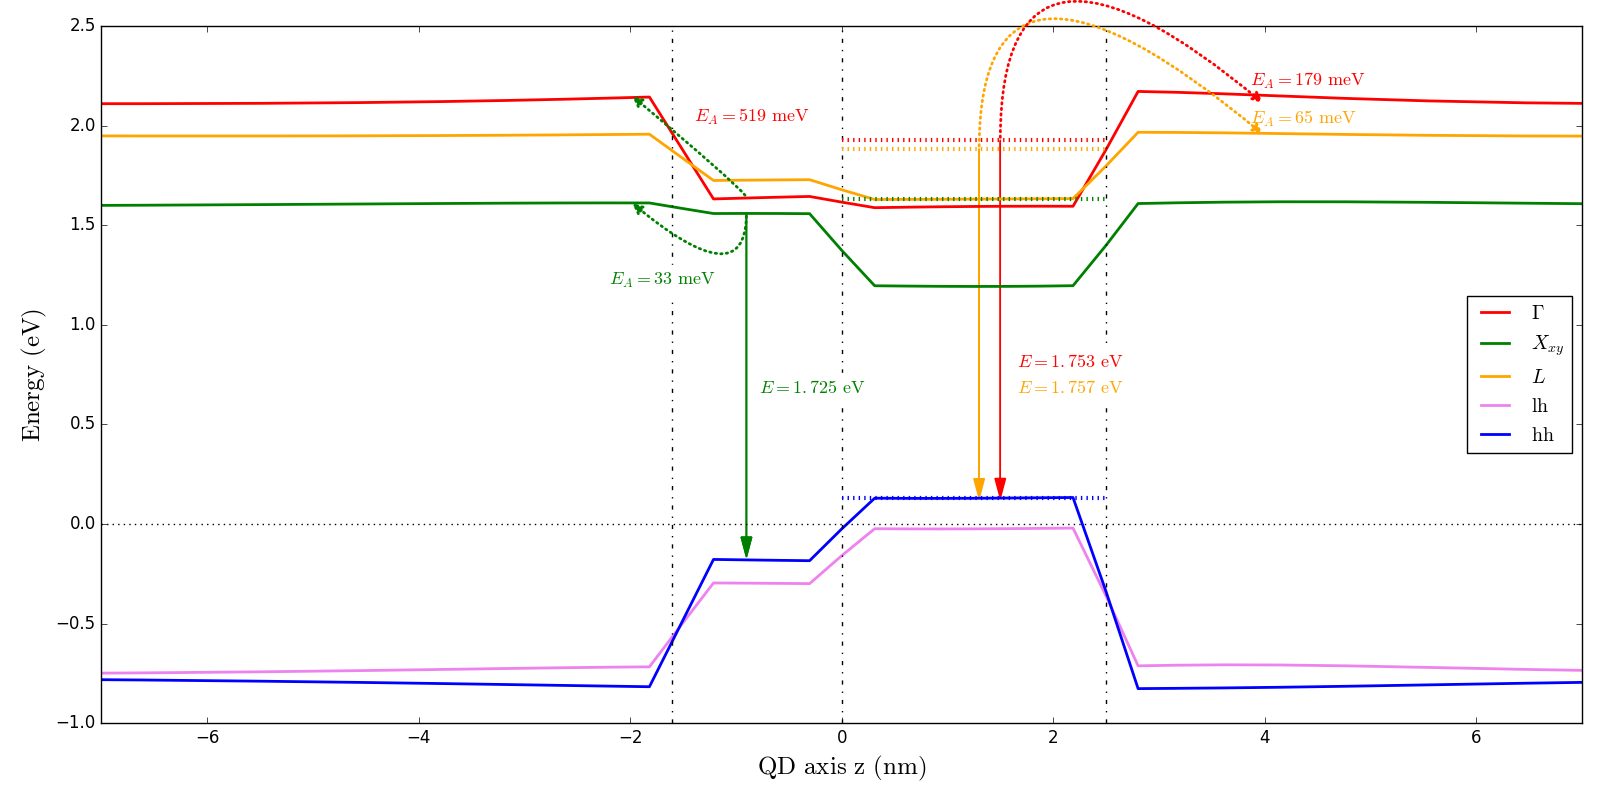 2.5
2.0
1.5
1.0
0.5
0.0
−0.5
−1.0
Energy (eV)
−6
−4
−2
0
2
4
6
QD axis z (nm)
E_A = 519 meV
E_A = 179 meV
E_A = 65 meV
E_A = 33 meV
E = 1.753 eV
E = 1.757 eV
E = 1.725 eV
Γ
X_{xy}
L
lh
hh